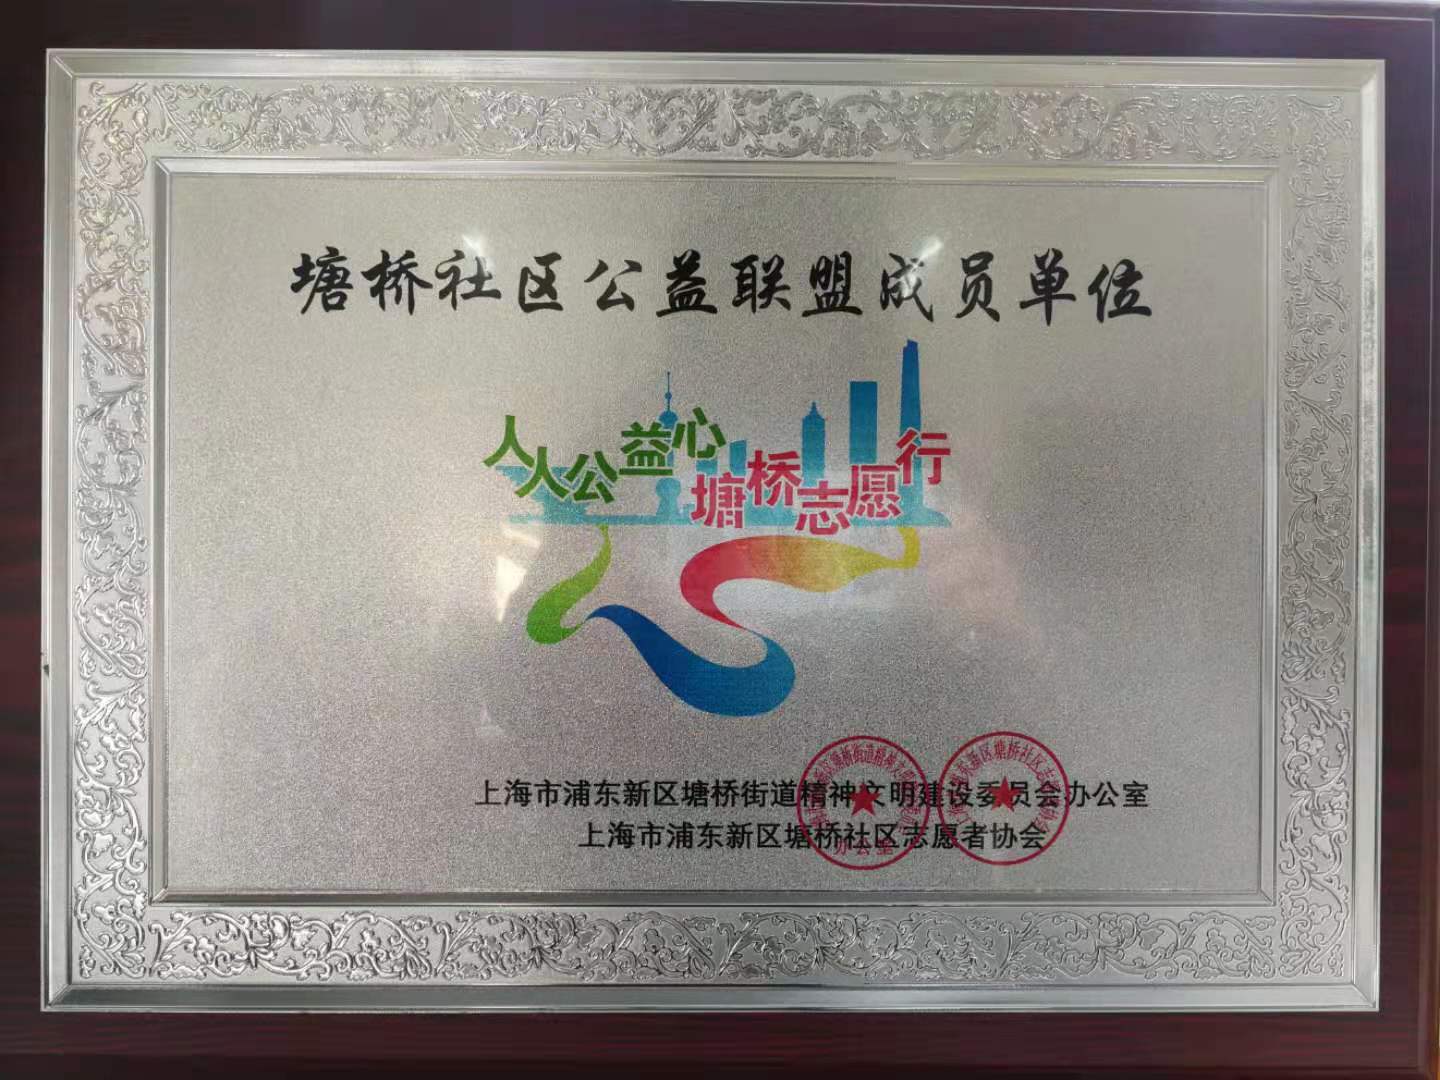 塘桥社区公益联盟成员单位
人人公益心
塘桥志愿行
上海市浦东新区塘桥街道精神文明建设委员会办公室
上海市浦东新区塘桥社区志愿者协会
办公室